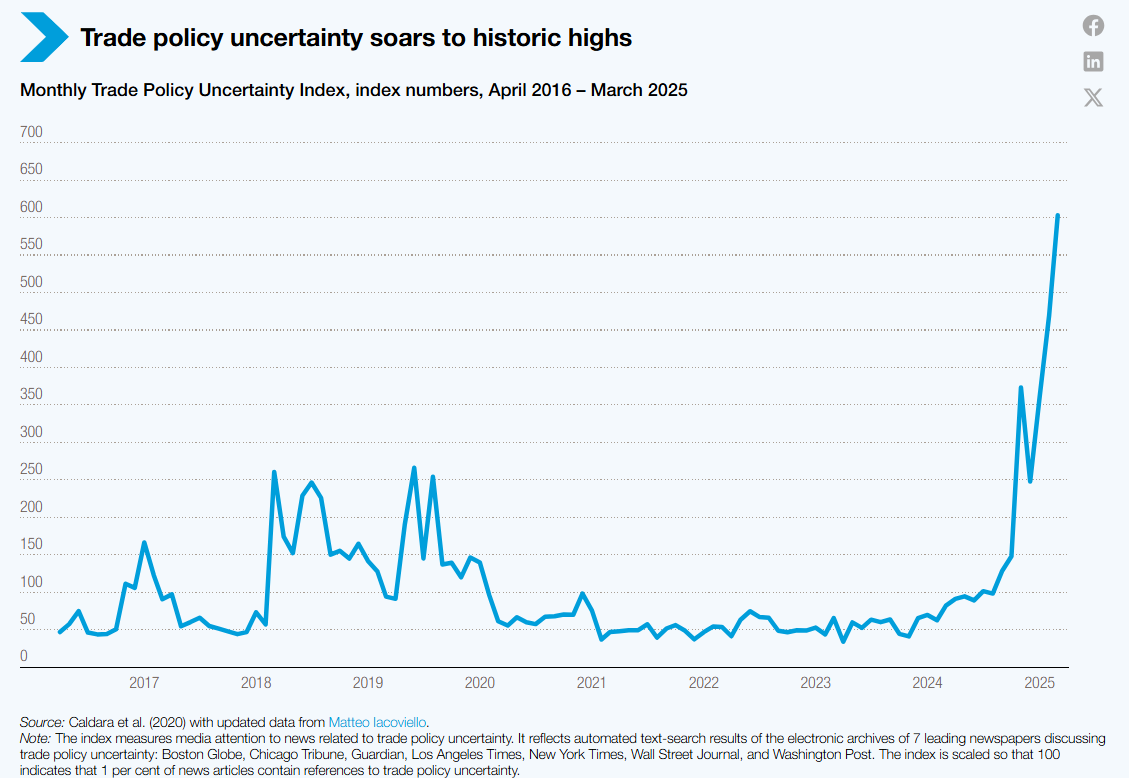 Trade policy uncertainty soars to historic highs
Monthly Trade Policy Uncertainty Index, index numbers, April 2016 – March 2025
700
650
600
550
500
450
400
350
300
250
200
150
100
50
0
2017 2018 2019 2020 2021 2022 2023 2024 2025
Source: Caldara et al. (2020) with updated data from Matteo Iacoviello.
Note: The index measures media attention to news related to trade policy uncertainty. It reflects automated text-search results of the electronic archives of 7 leading newspapers discussing
trade policy uncertainty: Boston Globe, Chicago Tribune, Guardian, Los Angeles Times, New York Times, Wall Street Journal, and Washington Post. The index is scaled so that 100
indicates that 1 per cent of news articles contain references to trade policy uncertainty.